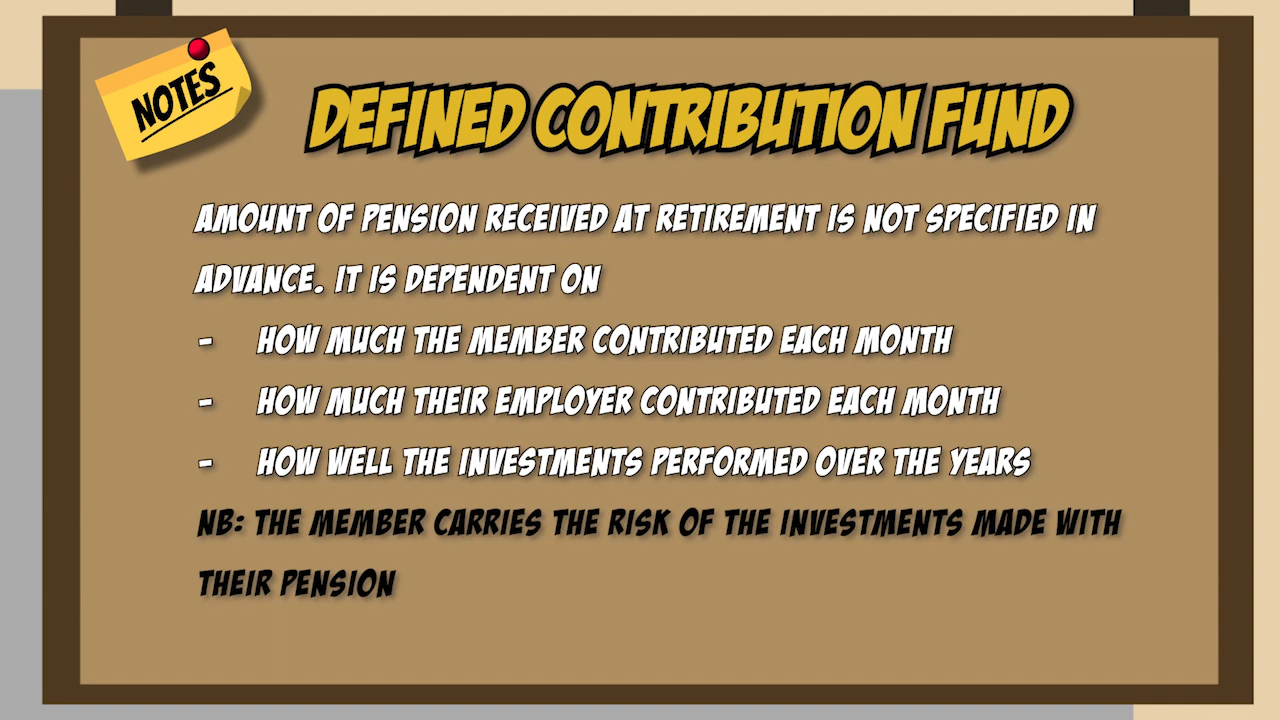 NOTES
DEFINED CONTRIBUTION FUND
AMOUNT OF PENSION RECEIVED AT RETIREMENT IS NOT SPECIFIED IN
ADVANCE. IT IS DEPENDENT ON
- HOW MUCH THE MEMBER CONTRIBUTED EACH MONTH
- HOW MUCH THEIR EMPLOYER CONTRIBUTED EACH MONTH
- HOW WELL THE INVESTMENTS PERFORMED OVER THE YEARS
NB: THE MEMBER CARRIES THE RISK OF THE INVESTMENTS MADE WITH
THEIR PENSION